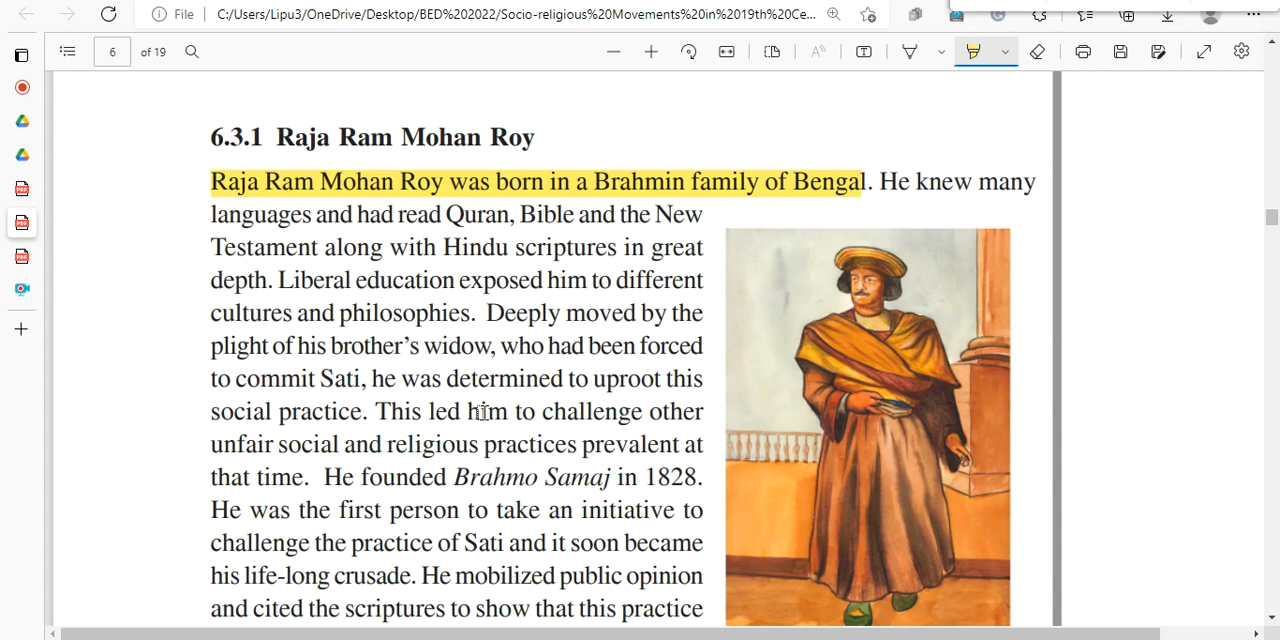 File
C:/Users/Lipu3/OneDrive/Desktop/BED%202022/Socio-religious%20Movements%20in%2019th%20Ce...
6 of 19
6.3.1 Raja Ram Mohan Roy
Raja Ram Mohan Roy was born in a Brahmin family of Bengal. He knew many
languages and had read Quran, Bible and the New
Testament along with Hindu scriptures in great
depth. Liberal education exposed him to different
cultures and philosophies. Deeply moved by the
plight of his brother’s widow, who had been forced
to commit Sati, he was determined to uproot this
social practice. This led him to challenge other
unfair social and religious practices prevalent at
that time. He founded Brahmo Samaj in 1828.
He was the first person to take an initiative to
challenge the practice of Sati and it soon became
his life-long crusade. He mobilized public opinion
and cited the scriptures to show that this practice